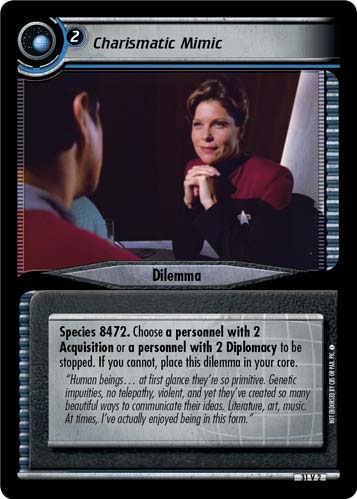 2
Charismatic Mimic
Dilemma
Species 8472. Choose a personnel with 2
Acquisition or a personnel with 2 Diplomacy to
be stopped. If you cannot, place this dilemma in your core.
"Human beings... at first glance they're so primitive. Genetic
impurities, no telepathy, violent, and yet they've created so many
beautiful ways to communicate their ideas. Literature, art, music.
At times, I've actually enjoyed being in this form."
NOT ENDORSED BY CBS OR PAR. PIC.
31 V 2